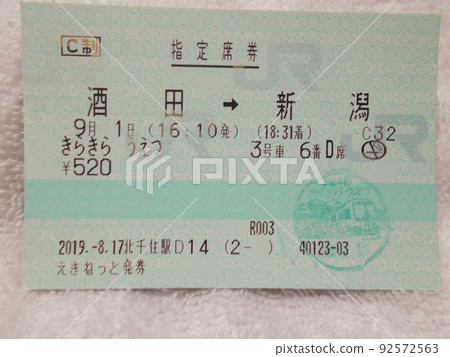 C制
指定席券
酒田 → 新潟
9月 1日 (16:10発) (18:31着) C32
きらきらうえつ 3号車 6番D席
¥520
R003
2019.-8.17北千住駅D14 (2- ) 40123-03
えきねっと発券
PIXTA
pixta.jp - 92572563